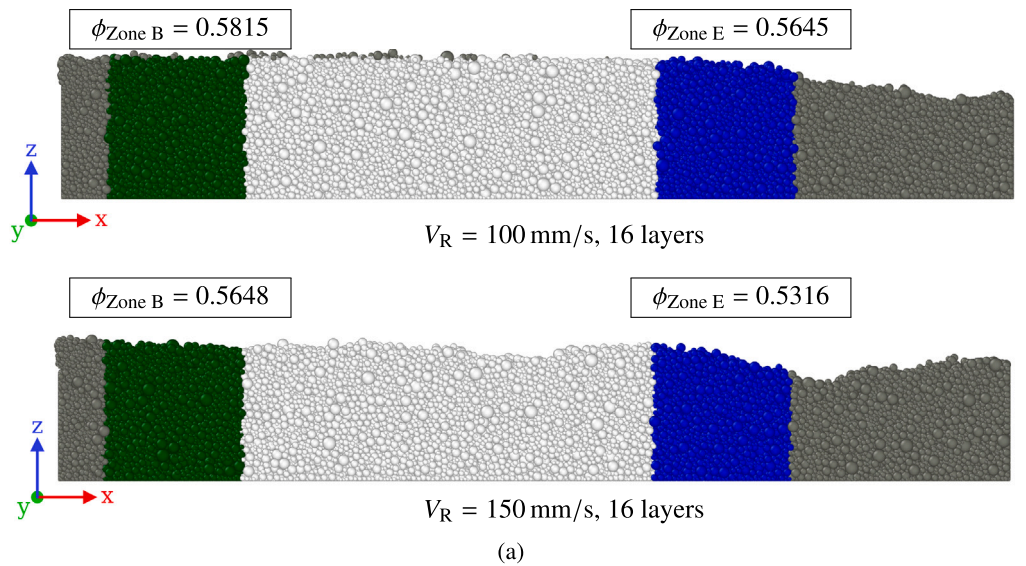 ϕZone B = 0.5815
ϕZone E = 0.5645
z
y
x
VR = 100 mm/s, 16 layers
ϕZone B = 0.5648
ϕZone E = 0.5316
z
y
x
VR = 150 mm/s, 16 layers
(a)